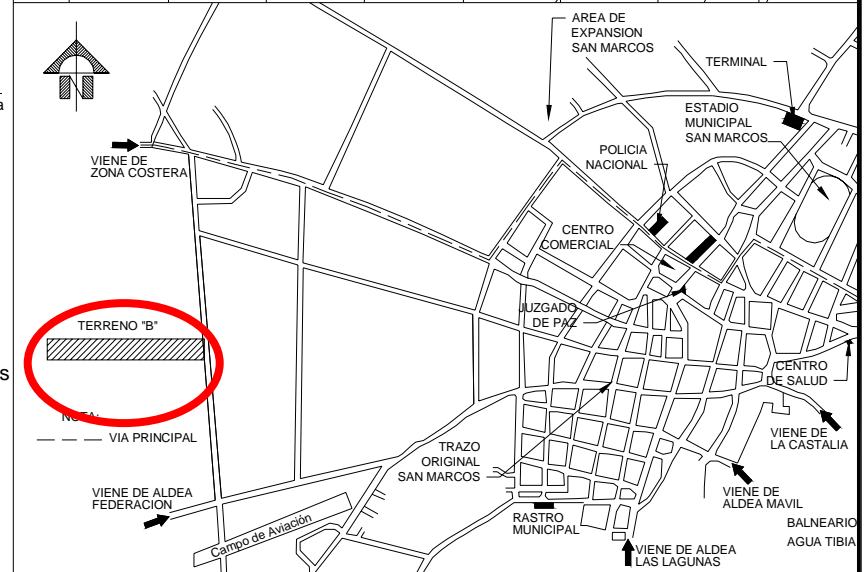 AREA DE
EXPANSION
SAN MARCOS
TERMINAL
ESTADIO
MUNICIPAL
SAN MARCOS
POLICIA
NACIONAL
a
VIENE DE
ZONA COSTERA
CENTRO
COMERCIAL
JUZGADO
DE PAZ
TERRENO "B"
S
CENTRO
DE SALUD
NOTA:
VIA PRINCIPAL
TRAZO
ORIGINAL
SAN MARCOS
VIENE DE
LA CASTALIA
VIENE DE ALDEA
FEDERACION
VIENE DE
ALDEA MAVIL
Campo de Aviación
RASTRO
MUNICIPAL
BALNEARIO
AGUA TIBIA
VIENE DE ALDEA
LAS LAGUNAS